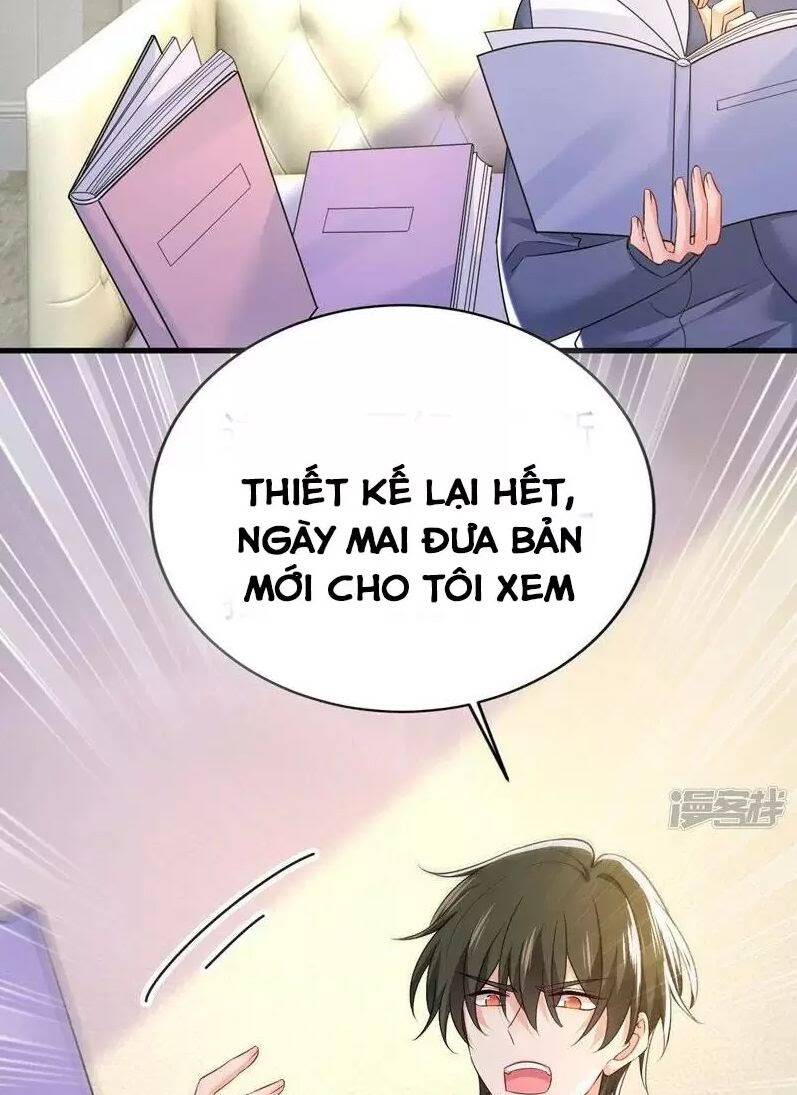 THIẾT KẾ LẠI HẾT,
NGÀY MAI ĐƯA BẢN
MỚI CHO TÔI XEM
漫客栈